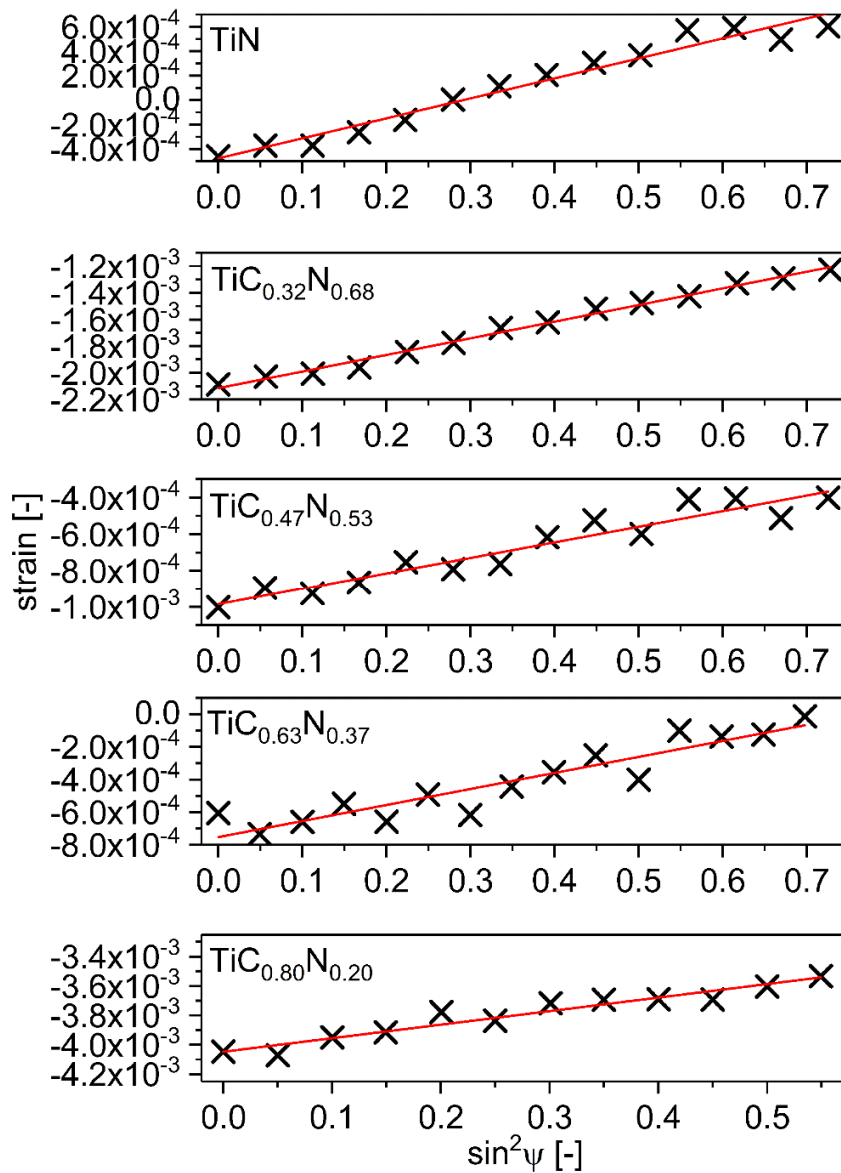 TiN
6.0x10⁻⁴
4.0x10⁻⁴
2.0x10⁻⁴
0.0
-2.0x10⁻⁴
-4.0x10⁻⁴
0.0 0.1 0.2 0.3 0.4 0.5 0.6 0.7
TiC₀.₃₂N₀.₆₈
-1.2x10⁻³
-1.4x10⁻³
-1.6x10⁻³
-1.8x10⁻³
-2.0x10⁻³
-2.2x10⁻³
0.0 0.1 0.2 0.3 0.4 0.5 0.6 0.7
strain [-]
TiC₀.₄₇N₀.₅₃
-4.0x10⁻⁴
-6.0x10⁻⁴
-8.0x10⁻⁴
-1.0x10⁻³
0.0 0.1 0.2 0.3 0.4 0.5 0.6 0.7
TiC₀.₆₃N₀.₃₇
0.0
-2.0x10⁻⁴
-4.0x10⁻⁴
-6.0x10⁻⁴
-8.0x10⁻⁴
0.0 0.1 0.2 0.3 0.4 0.5 0.6 0.7
TiC₀.₈₀N₀.₂₀
-3.4x10⁻³
-3.6x10⁻³
-3.8x10⁻³
-4.0x10⁻³
-4.2x10⁻³
0.0 0.1 0.2 0.3 0.4 0.5
sin²ψ [-]